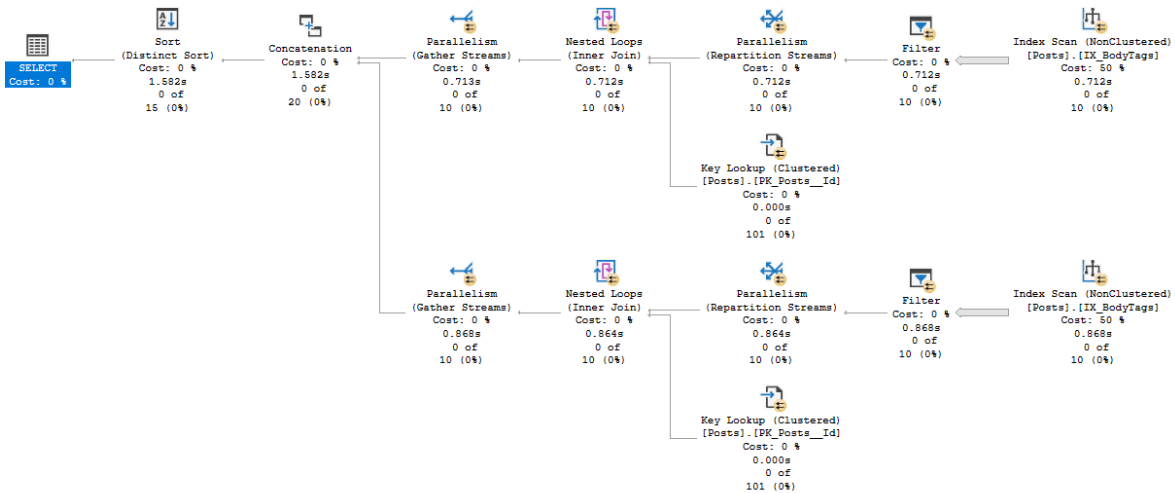 SELECT
Cost: 0 %
Sort
(Distinct Sort)
Cost: 0 %
1.582s
0 of
15 (0%)
Concatenation
Cost: 0 %
1.582s
0 of
20 (0%)
Parallelism
(Gather Streams)
Cost: 0 %
0.713s
0 of
10 (0%)
Nested Loops
(Inner Join)
Cost: 0 %
0.712s
0 of
10 (0%)
Parallelism
(Repartition Streams)
Cost: 0 %
0.712s
0 of
10 (0%)
Filter
Cost: 0 %
0.712s
0 of
10 (0%)
Index Scan (NonClustered)
[Posts].[IX_BodyTags]
Cost: 50 %
0.712s
0 of
10 (0%)
Key Lookup (Clustered)
[Posts].[PK_Posts__Id]
Cost: 0 %
0.000s
0 of
101 (0%)
Parallelism
(Gather Streams)
Cost: 0 %
0.868s
0 of
10 (0%)
Nested Loops
(Inner Join)
Cost: 0 %
0.864s
0 of
10 (0%)
Parallelism
(Repartition Streams)
Cost: 0 %
0.864s
0 of
10 (0%)
Filter
Cost: 0 %
0.868s
0 of
10 (0%)
Index Scan (NonClustered)
[Posts].[IX_BodyTags]
Cost: 50 %
0.868s
0 of
10 (0%)
Key Lookup (Clustered)
[Posts].[PK_Posts__Id]
Cost: 0 %
0.000s
0 of
101 (0%)